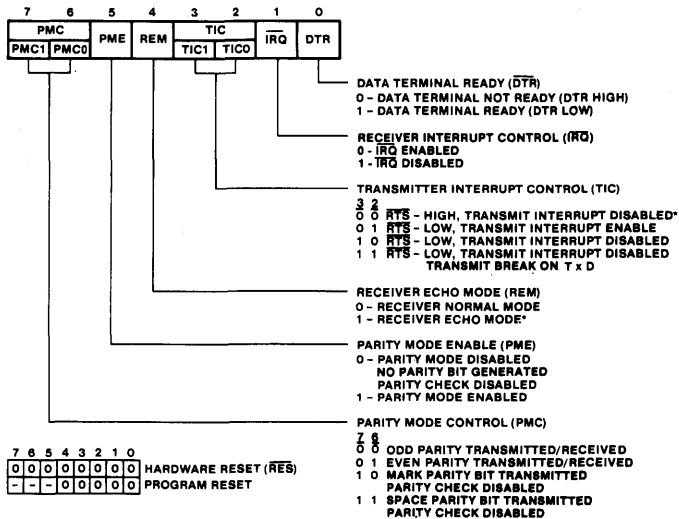 7 6 5 4 3 2 1 0
PMC PME REM TIC IRQ DTR
PMC1 PMC0 TIC1 TIC0
DATA TERMINAL READY (DTR)
0 - DATA TERMINAL NOT READY (DTR HIGH)
1 - DATA TERMINAL READY (DTR LOW)
RECEIVER INTERRUPT CONTROL (IRQ)
0 - IRQ ENABLED
1 - IRQ DISABLED
TRANSMITTER INTERRUPT CONTROL (TIC)
3 2
0 0 RTS - HIGH, TRANSMIT INTERRUPT DISABLED*
0 1 RTS - LOW, TRANSMIT INTERRUPT ENABLE
1 0 RTS - LOW, TRANSMIT INTERRUPT DISABLED
1 1 RTS - LOW, TRANSMIT INTERRUPT DISABLED
TRANSMIT BREAK ON T x D
RECEIVER ECHO MODE (REM)
0 - RECEIVER NORMAL MODE
1 - RECEIVER ECHO MODE*
PARITY MODE ENABLE (PME)
0 - PARITY MODE DISABLED
NO PARITY BIT GENERATED
PARITY CHECK DISABLED
1 - PARITY MODE ENABLED
PARITY MODE CONTROL (PMC)
7 6
0 0 ODD PARITY TRANSMITTED/RECEIVED
0 1 EVEN PARITY TRANSMITTED/RECEIVED
1 0 MARK PARITY BIT TRANSMITTED
PARITY CHECK DISABLED
1 1 SPACE PARITY BIT TRANSMITTED
PARITY CHECK DISABLED
7 6 5 4 3 2 1 0
0 0 0 0 0 0 0 0 HARDWARE RESET (RES)
- - - 0 0 0 0 0 PROGRAM RESET